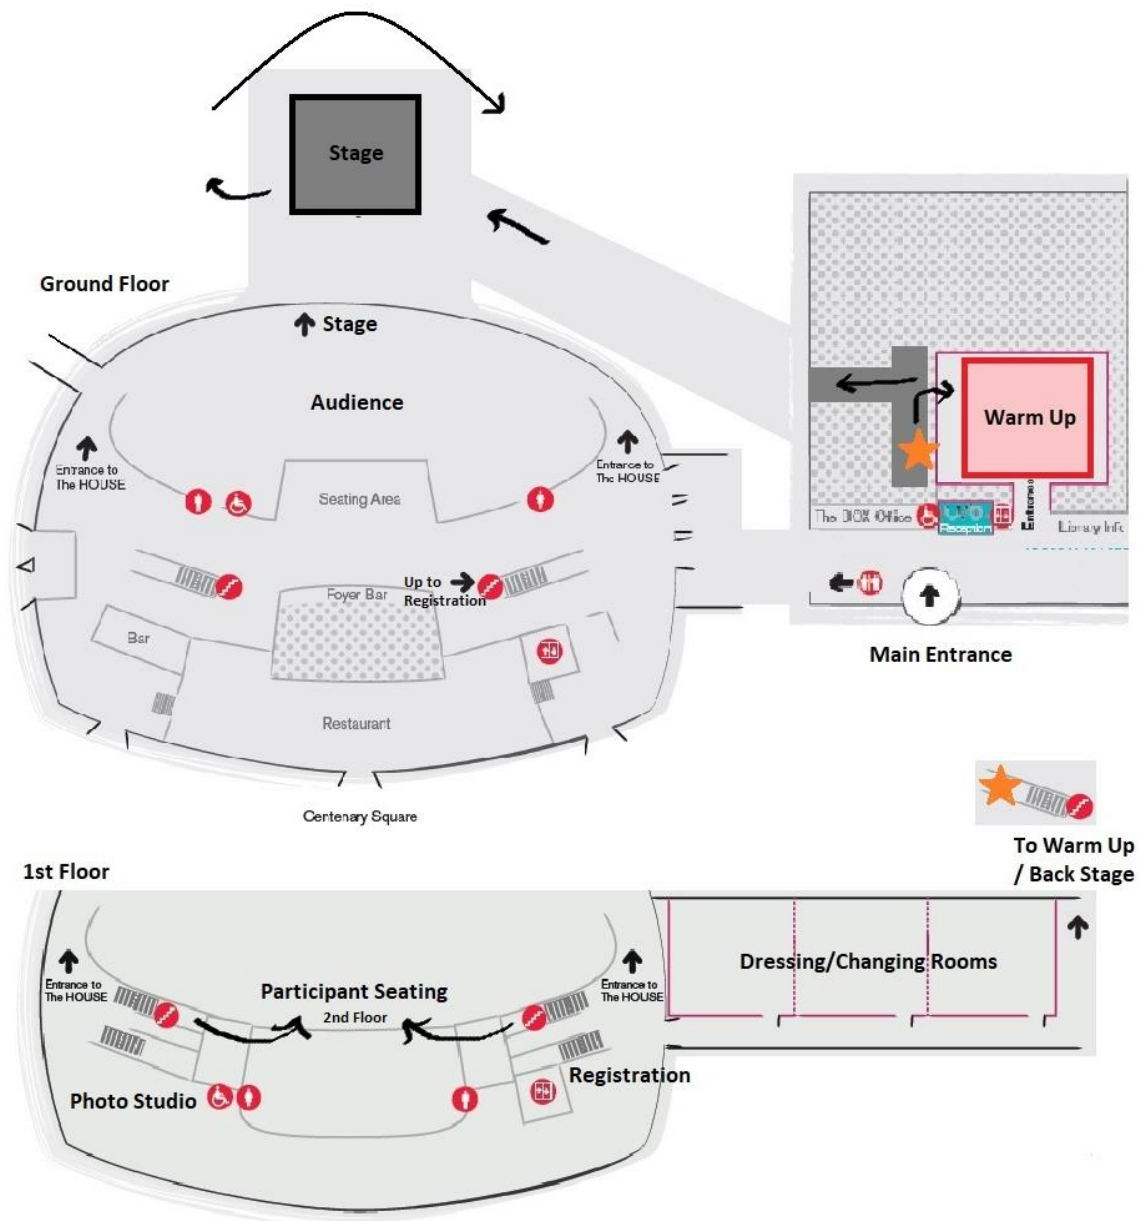 Stage
Ground Floor
Stage
Audience
Warm Up
Entrance to
The HOUSE
Entrance to
The HOUSE
Seating Area
The BOX Office
Reception
Entrance
Library Info
Up to
Registration
Foyer Bar
Bar
Main Entrance
Restaurant
Centenary Square
To Warm Up
/ Back Stage
1st Floor
Dressing/Changing Rooms
Entrance to
The HOUSE
Participant Seating
2nd Floor
Entrance to
The HOUSE
Registration
Photo Studio